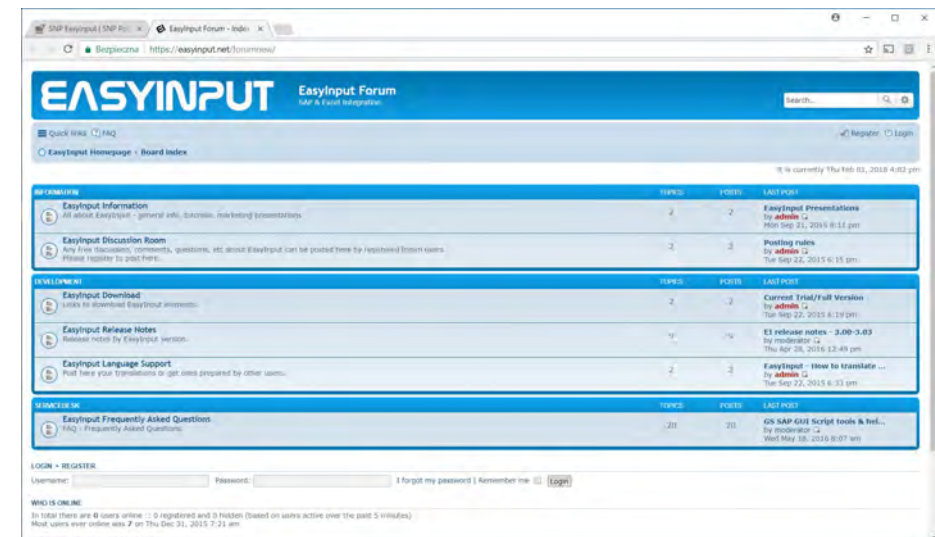 SNP EasyInput | SNP Po...
EasyInput Forum - Index
Bezpieczna
https://easyinput.net/forumnew/
EASYINPUT
EasyInput Forum
SAP & Excel Integration
Search...
Quick links FAQ
Register Login
EasyInput Homepage ‹ Board index
It is currently Thu Feb 01, 2018 4:02 pm
INFORMATION TOPICS POSTS LAST POST
EasyInput Information
All about EasyInput - general info, tutorials, marketing presentations.
2 2
EasyInput Presentations
by admin
Mon Sep 21, 2015 8:11 pm
EasyInput Discussion Room
Any free discussion, comments, questions, etc about EasyInput can be posted here by registered forum users.
Please register to post here.
2 2
Posting rules
by admin
Tue Sep 22, 2015 6:15 pm
DEVELOPMENT TOPICS POSTS LAST POST
EasyInput Download
Links to download EasyInput
2 2
Current Trial/Full Version
by admin
Tue Sep 22, 2015 6:19 pm
EasyInput Release Notes
Release notes by EasyInput version.
9 9
EI release notes - 3.00-3.03
by moderator
Thu Apr 28, 2016 12:49 pm
EasyInput Language Support
Post here your translations or get ones prepared by other users.
2 2
EasyInput - How to translate ...
by admin
Tue Sep 22, 2015 6:33 pm
SERVICEDESK TOPICS POSTS LAST POST
EasyInput Frequently Asked Questions
FAQ - Frequently Asked Questions.
20 20
GS SAP GUI Script tools & hel...
by moderator
Wed May 18, 2016 8:07 am
LOGIN • REGISTER
Username: Password: I forgot my password | Remember me Login
WHO IS ONLINE
In total there are 0 users online :: 0 registered and 0 hidden (based on users active over the past 5 minutes)
Most users ever online was 7 on Thu Dec 31, 2015 7:21 am